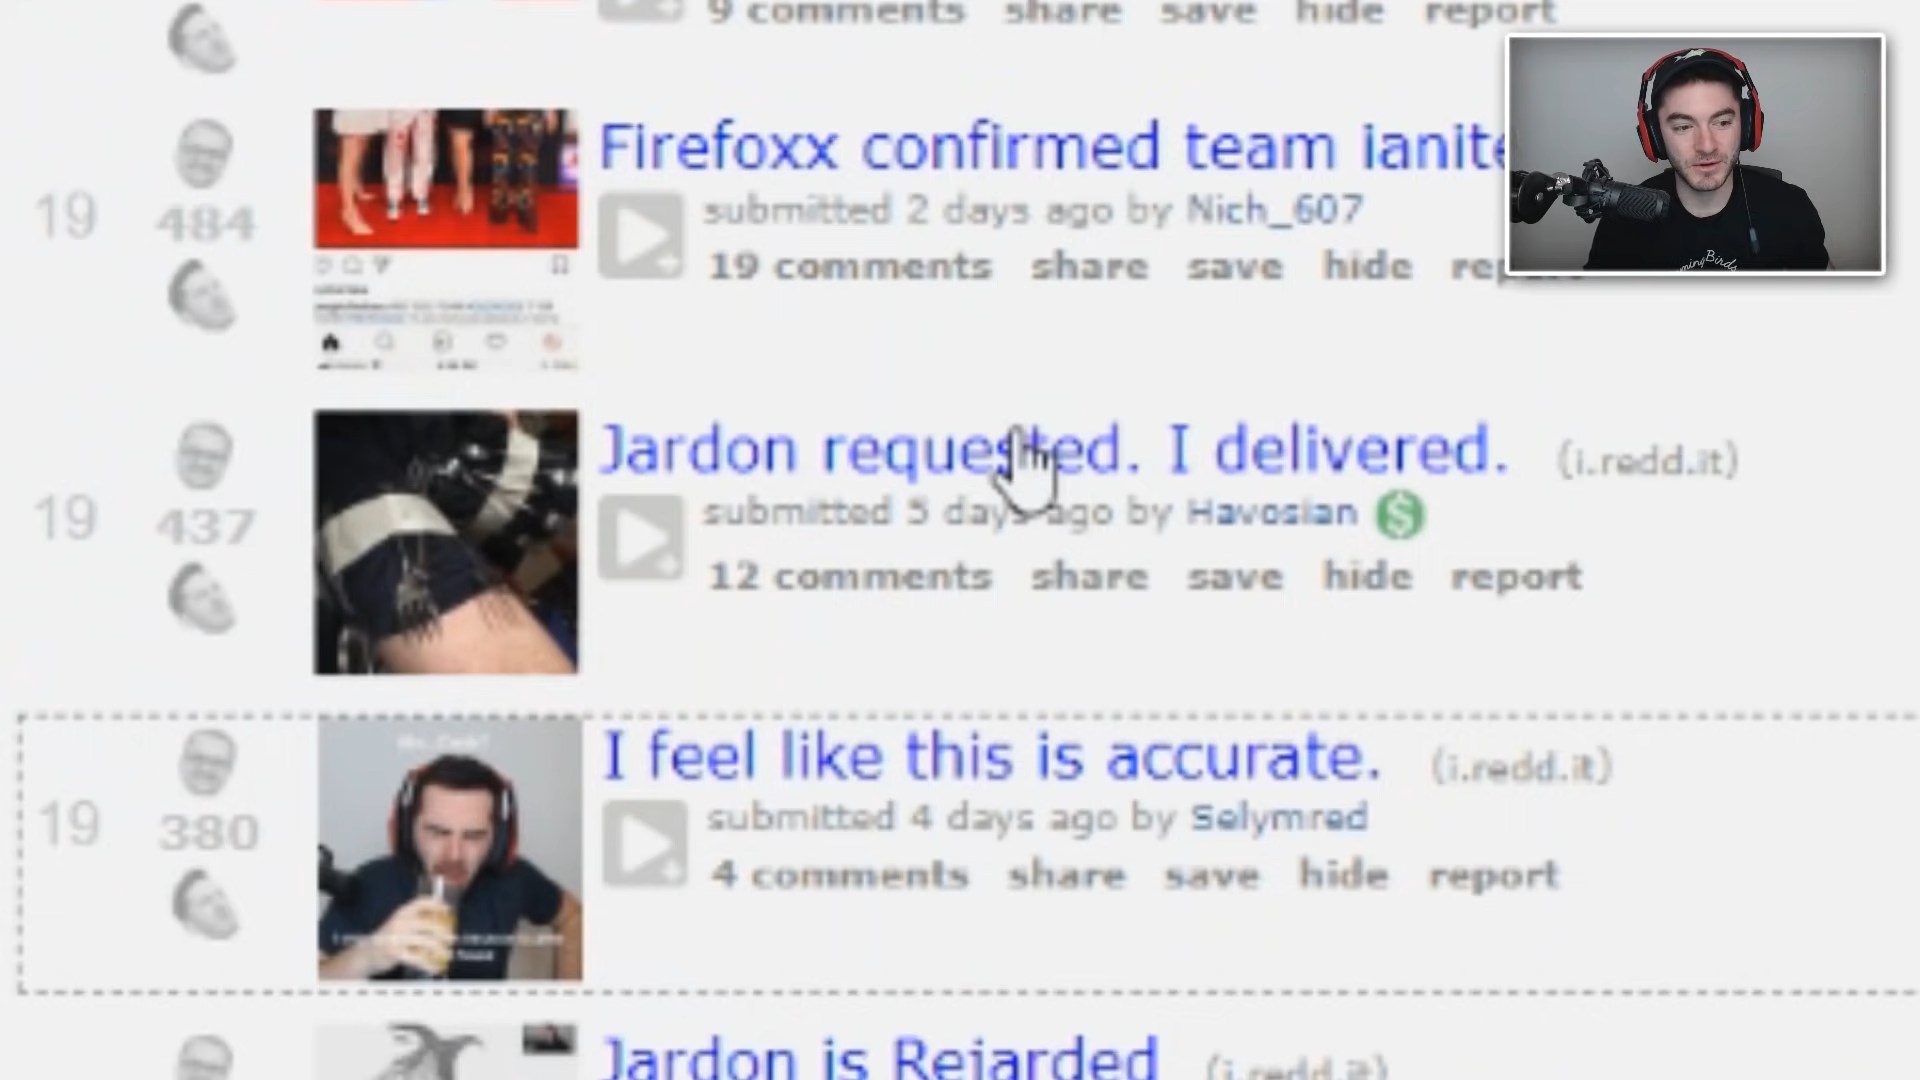 9 comments share save hide report
19
484
Firefoxx confirmed team ianite
submitted 2 days ago by Nich_607
19 comments share save hide
19
437
Jardon requested. I delivered. (i.redd.it)
submitted 5 days ago by Havosian $
12 comments share save hide report
19
380
I feel like this is accurate. (i.redd.it)
submitted 4 days ago by Selymred
4 comments share save hide report
Jardon is Rejarded (i.redd.it)